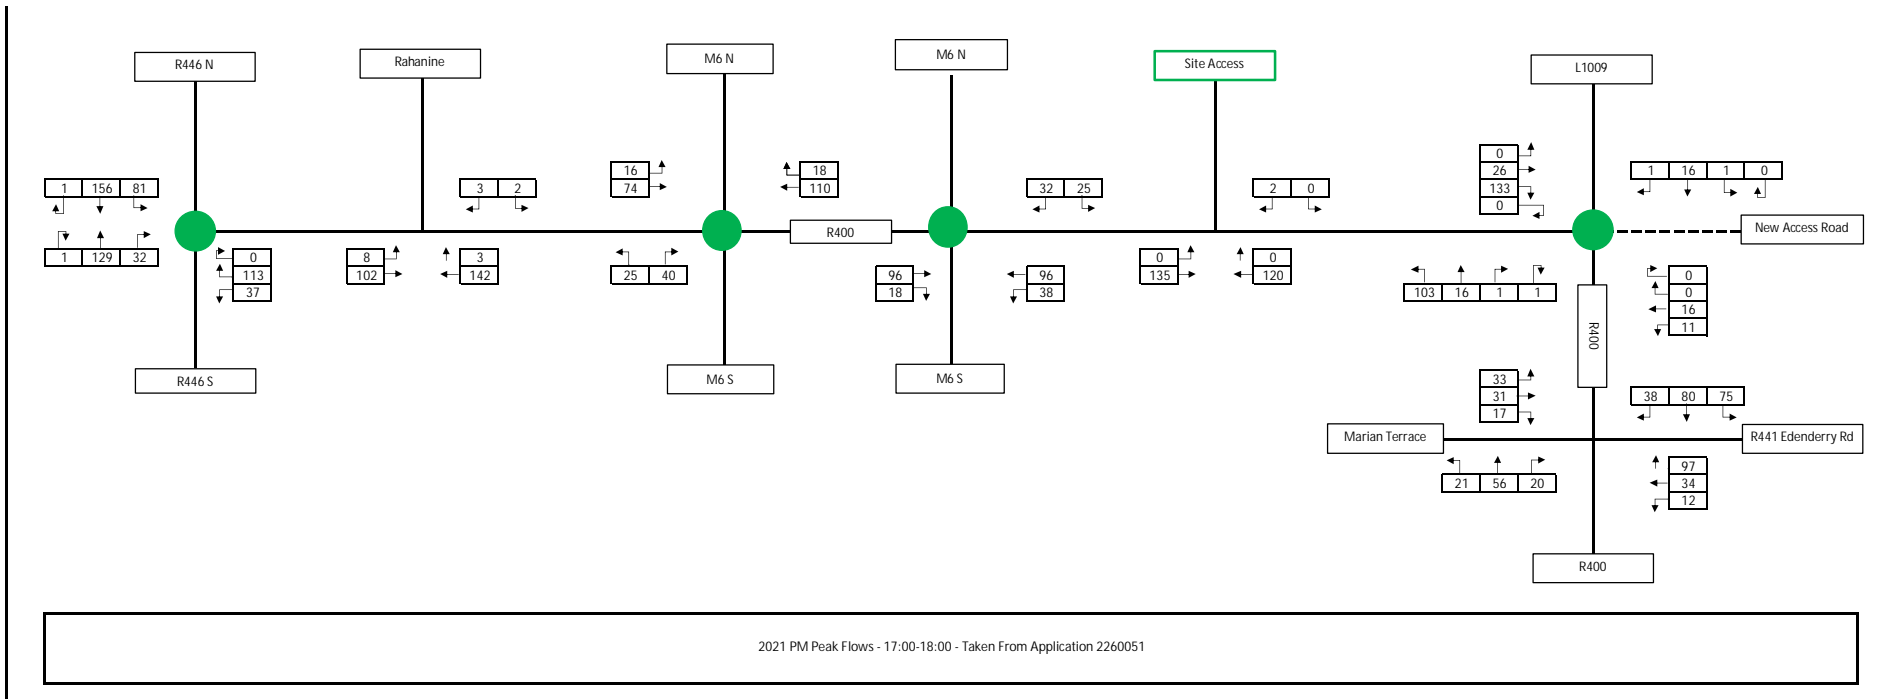 R446 N
Rahanine
M6 N
M6 N
Site Access
L1009
1 156 81
1 129 32
0
113
37
3 2
8
102
3
142
16
74
18
110
25 40
R400
96
18
32 25
96
38
2 0
0
135
0
120
0
26
133
0
1 16 1 0
New Access Road
103 16 1 1
0
0
16
11
R400
R446 S
M6 S
M6 S
33
31
17
38 80 75
Marian Terrace
R441 Edenderry Rd
21 56 20
97
34
12
R400
2021 PM Peak Flows - 17:00-18:00 - Taken From Application 2260051